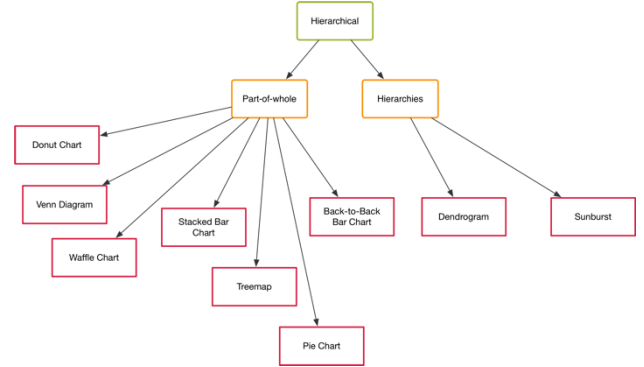 Hierarchical
Part-of-whole
Hierarchies
Donut Chart
Venn Diagram
Waffle Chart
Stacked Bar
Chart
Treemap
Pie Chart
Back-to-Back
Bar Chart
Dendrogram
Sunburst